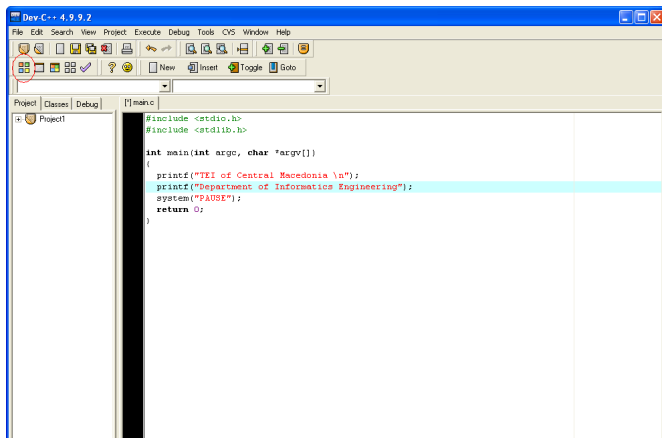 Dev-C++ 4.9.9.2
File Edit Search View Project Execute Debug Tools CVS Window Help
New Insert Toggle Goto
Project Classes Debug [*] main.c
Project1
#include <stdio.h>
#include <stdlib.h>
int main(int argc, char *argv[])
{
printf("TEI of Central Macedonia \n");
printf("Department of Informatics Engineering");
system("PAUSE");
return 0;
}